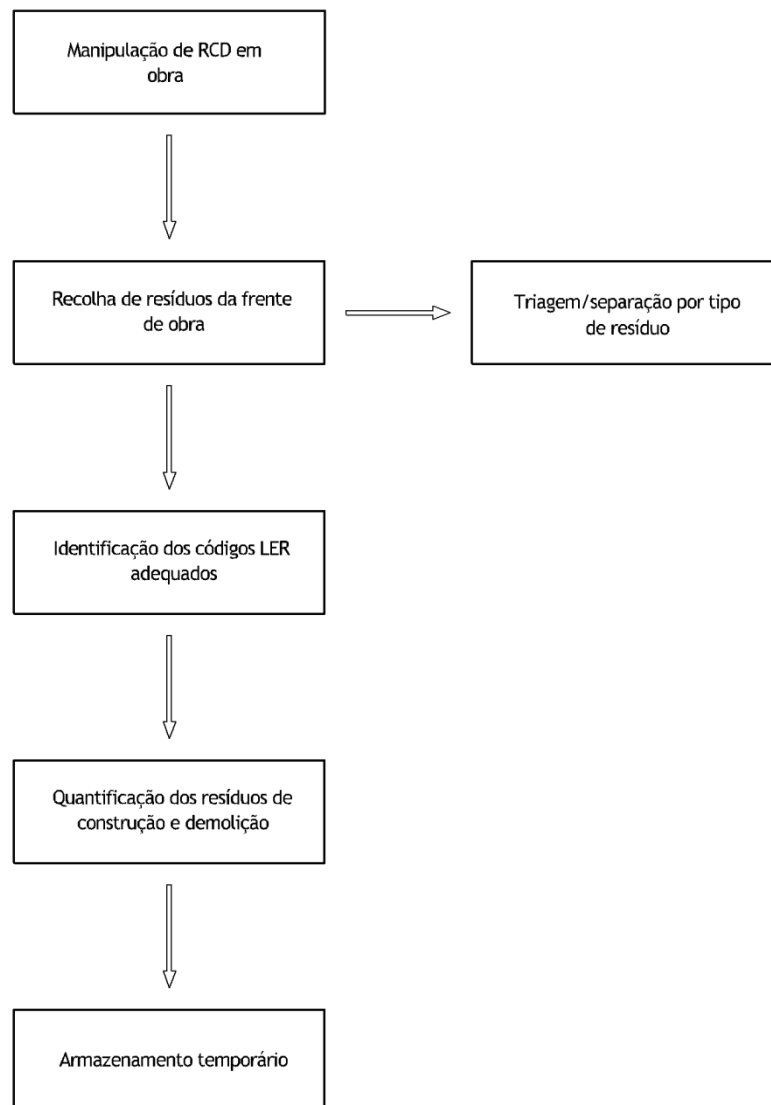 Manipulação de RCD em
obra
Recolha de resíduos da frente
de obra
Triagem/separação por tipo
de resíduo
Identificação dos códigos LER
adequados
Quantificação dos resíduos de
construção e demolição
Armazenamento temporário